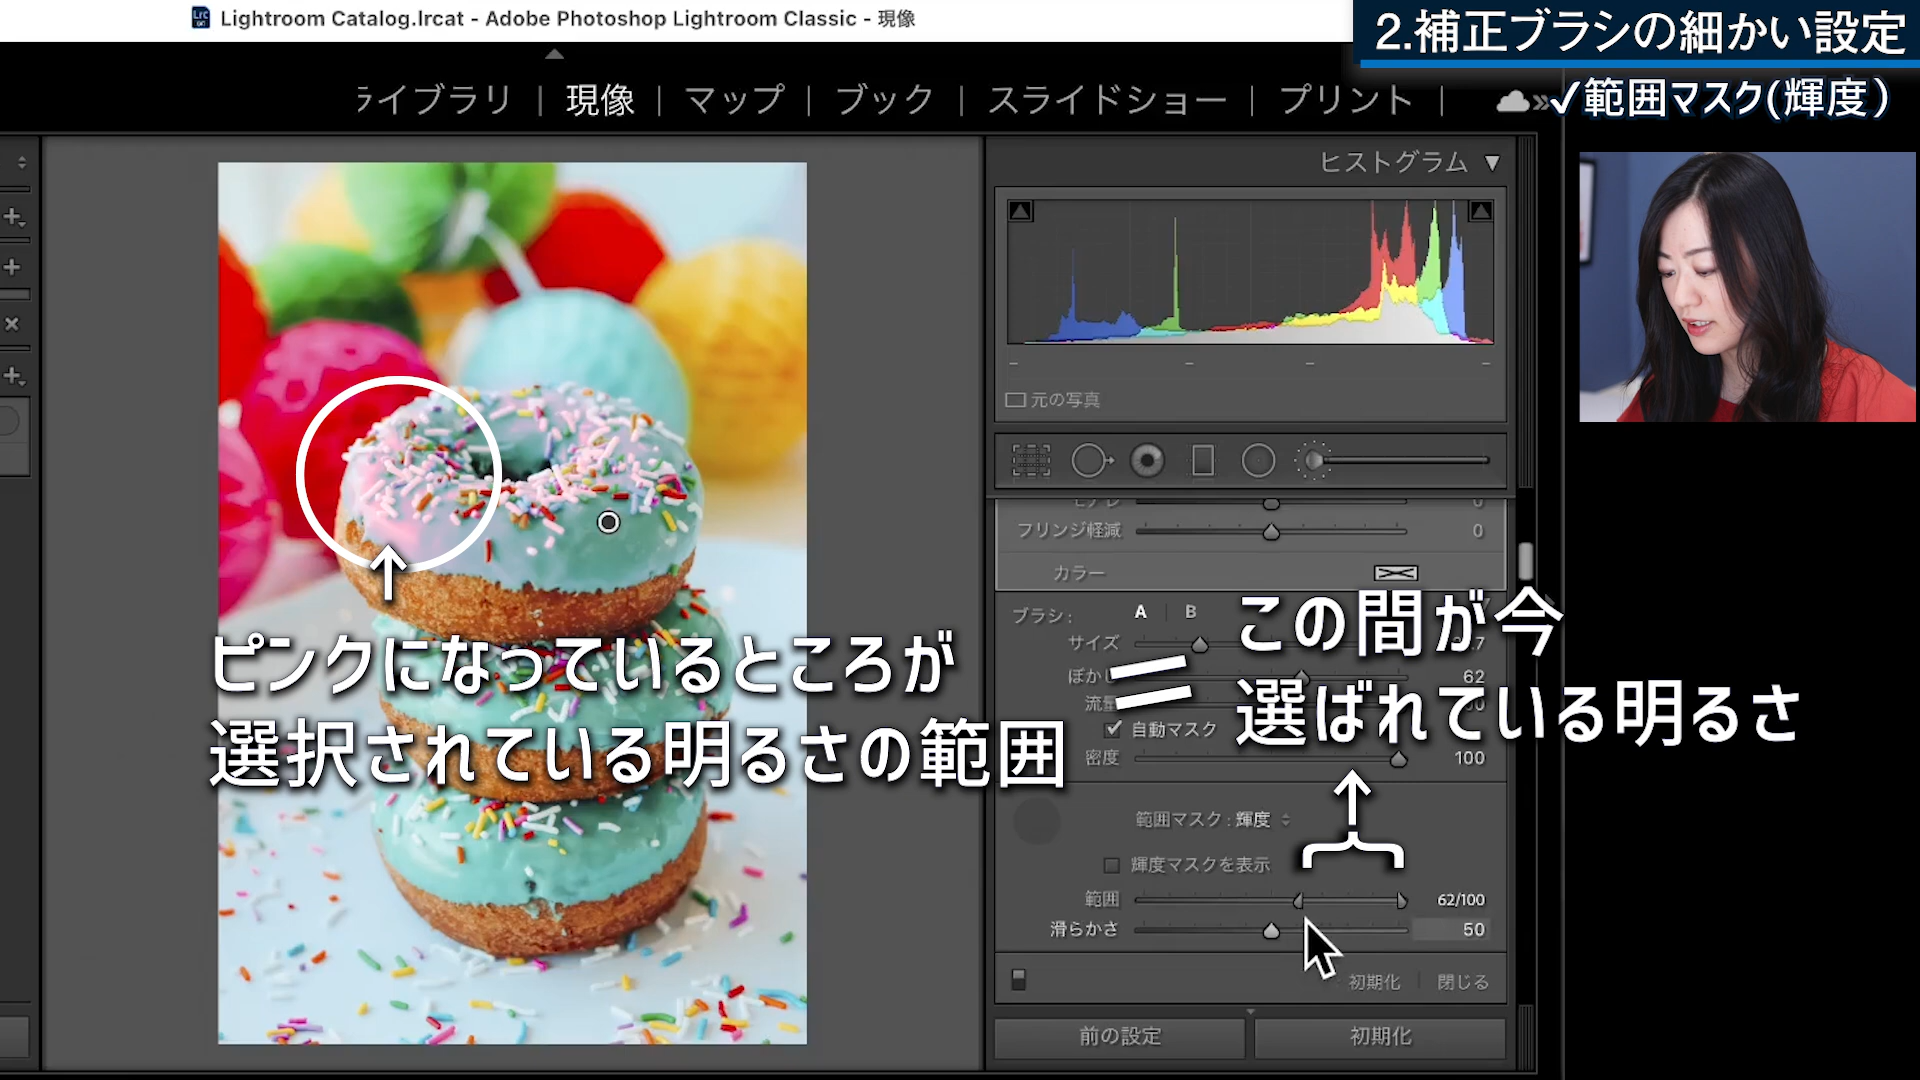 Lightroom Catalog.lrcat - Adobe Photoshop Lightroom Classic - 現像
2.補正ブラシの細かい設定
ライブラリ | 現像 | マップ | ブック | スライドショー | プリント |
✓範囲マスク(輝度)
ヒストグラム ▼
元の写真
フリンジ軽減 0
カラー
ブラシ : A B
サイズ
ぼかし 62
自動マスク
密度 100
この間が今
選ばれている明るさ
ピンクになっているところが
選択されている明るさの範囲
範囲マスク : 輝度
輝度マスクを表示
範囲 62/100
滑らかさ 50
初期化 閉じる
前の設定 初期化